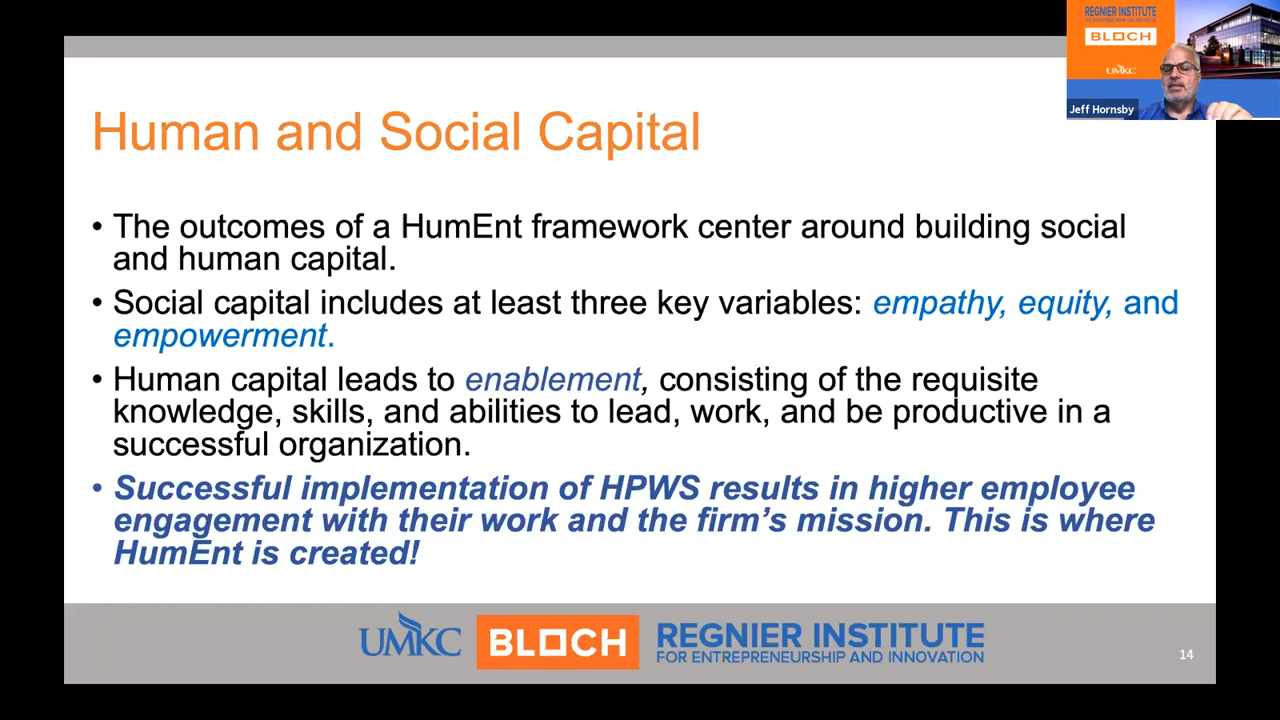 REGNIER INSTITUTE
FOR ENTREPRENEURSHIP AND INNOVATION
BLOCH
UMKC
Jeff Hornsby
Human and Social Capital
• The outcomes of a HumEnt framework center around building social
and human capital.
• Social capital includes at least three key variables: empathy, equity, and
empowerment.
• Human capital leads to enablement, consisting of the requisite
knowledge, skills, and abilities to lead, work, and be productive in a
successful organization.
• Successful implementation of HPWS results in higher employee
engagement with their work and the firm’s mission. This is where
HumEnt is created!
UMKC
BLOCH
REGNIER INSTITUTE
FOR ENTREPRENEURSHIP AND INNOVATION
14